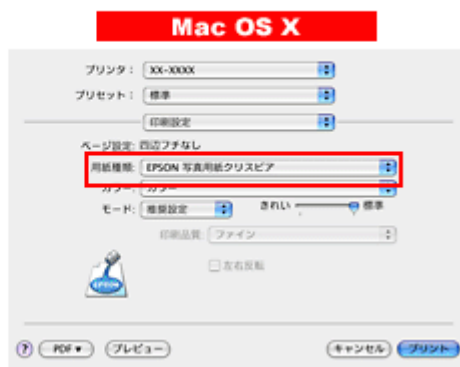 Mac OS X
プリンタ： XX-XXXX
プリセット： 標準
印刷設定
ページ設定: 四辺フチなし
用紙種類: EPSON 写真用紙クリスピア
カラー: カラー
モード: 推奨設定 きれい 標準
印刷品質: ファイン
左右反転
EPSON
? PDF▼ プレビュー キャンセル プリント